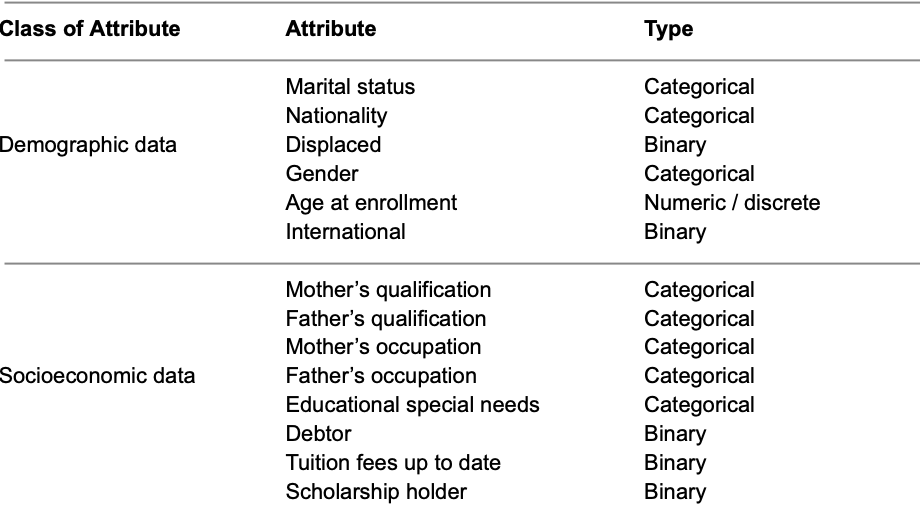 Class of Attribute Attribute Type
Marital status Categorical
Nationality Categorical
Demographic data Displaced Binary
Gender Categorical
Age at enrollment Numeric / discrete
International Binary
Mother’s qualification Categorical
Father’s qualification Categorical
Mother’s occupation Categorical
Socioeconomic data Father’s occupation Categorical
Educational special needs Categorical
Debtor Binary
Tuition fees up to date Binary
Scholarship holder Binary